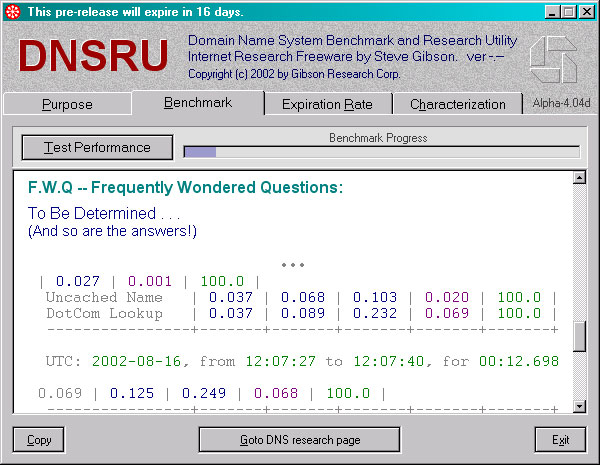 This pre-release will expire in 16 days.
DNSRU
Domain Name System Benchmark and Research Utility
Internet Research Freeware by Steve Gibson. ver -.--
Copyright (c) 2002 by Gibson Research Corp.
Purpose
Benchmark
Expiration Rate
Characterization
Alpha-4.04d
Test Performance
Benchmark Progress
F.W.Q -- Frequently Wondered Questions:
To Be Determined . . .
(And so are the answers!)
• • •
| 0.027 | 0.001 | 100.0 |
Uncached Name | 0.037 | 0.068 | 0.103 | 0.020 | 100.0 |
DotCom Lookup | 0.037 | 0.089 | 0.232 | 0.069 | 100.0 |
---------------+-------+-------+-------+-------+-------+
UTC: 2002-08-16, from 12:07:27 to 12:07:40, for 00:12.698
0.069 | 0.125 | 0.249 | 0.068 | 100.0 |
---------------+-------+-------+-------+-------+-------+
Copy
Goto DNS research page
Exit